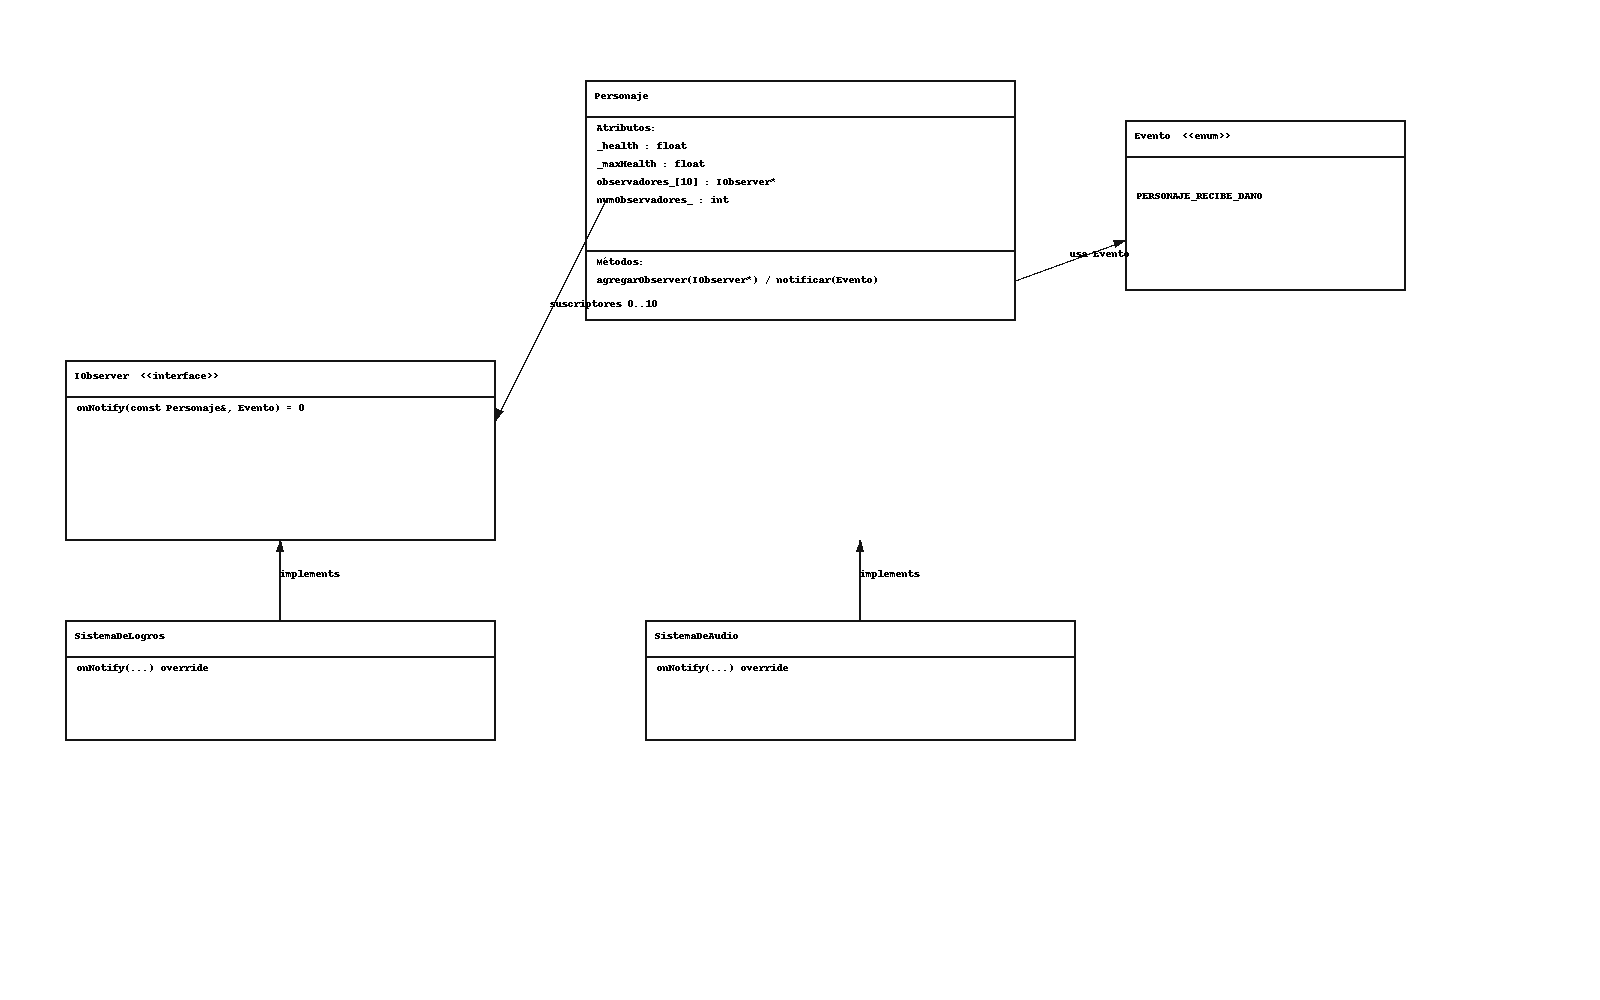 Personaje
Atributos:
_health : float
_maxHealth : float
observadores_[10] : IObserver*
numObservadores_ : int
Métodos:
agregarObserver(IObserver*) / notificar(Evento)
suscriptores 0..10
Evento <<enum>>
PERSONAJE_RECIBE_DANO
usa Evento
IObserver <<interface>>
onNotify(const Personaje&, Evento) = 0
implements
implements
SistemaDeLogros
onNotify(...) override
SistemaDeAudio
onNotify(...) override